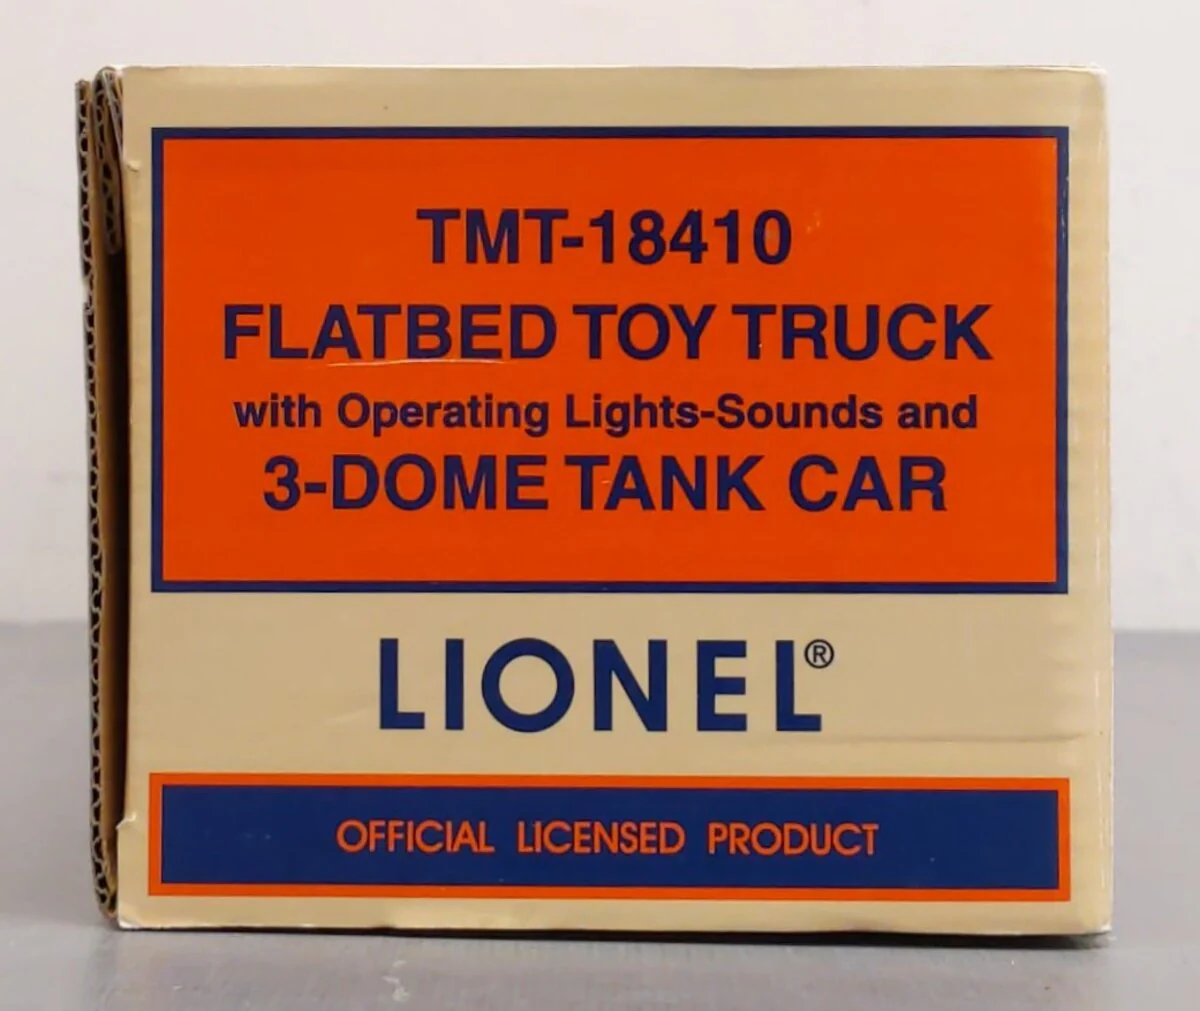 TMT-18410
FLATBED TOY TRUCK
with Operating Lights-Sounds and
3-DOME TANK CAR
LIONEL®
OFFICIAL LICENSED PRODUCT